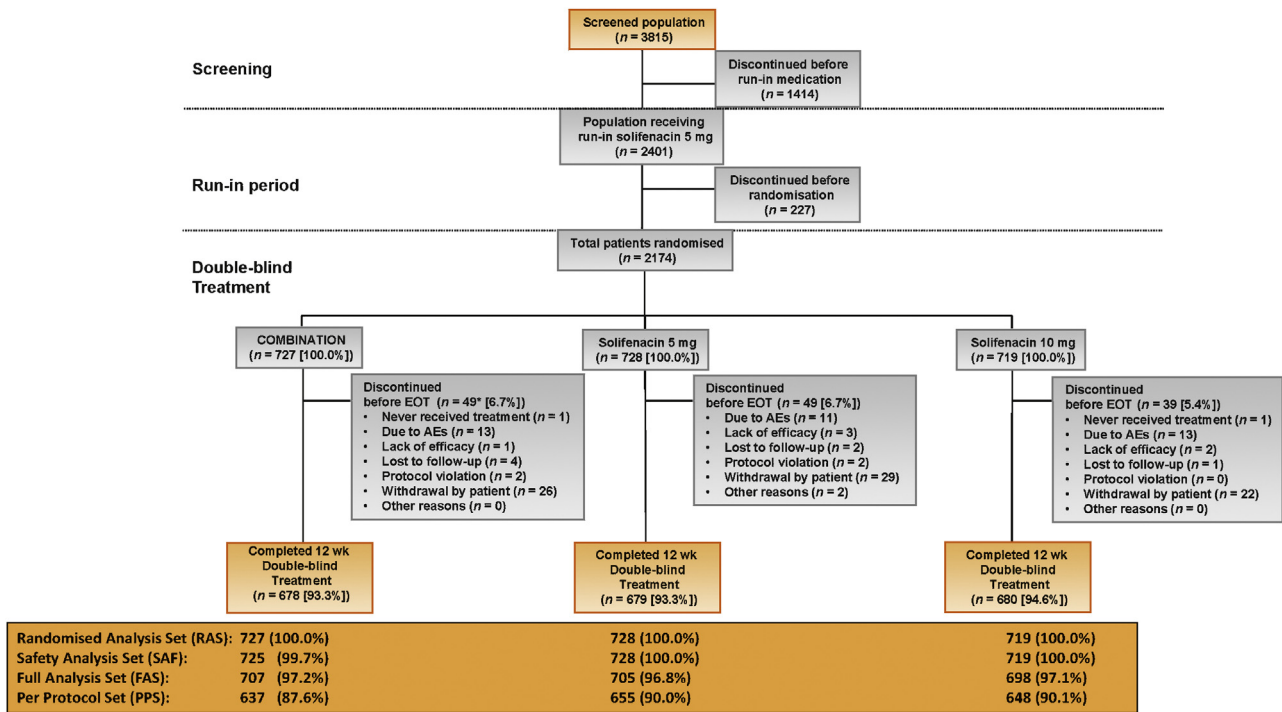 Screened population
(n = 3815)
Screening
Discontinued before
run-in medication
(n = 1414)
Population receiving
run-in solifenacin 5 mg
(n = 2401)
Run-in period
Discontinued before
randomisation
(n = 227)
Total patients randomised
(n = 2174)
Double-blind
Treatment
COMBINATION
(n = 727 [100.0%])
Solifenacin 5 mg
(n = 728 [100.0%])
Solifenacin 10 mg
(n = 719 [100.0%])
Discontinued
before EOT (n = 49* [6.7%])
• Never received treatment (n = 1)
• Due to AEs (n = 13)
• Lack of efficacy (n = 1)
• Lost to follow-up (n = 4)
• Protocol violation (n = 2)
• Withdrawal by patient (n = 26)
• Other reasons (n = 0)
Discontinued
before EOT (n = 49 [6.7%])
• Due to AEs (n = 11)
• Lack of efficacy (n = 3)
• Lost to follow-up (n = 2)
• Protocol violation (n = 2)
• Withdrawal by patient (n = 29)
• Other reasons (n = 2)
Discontinued
before EOT (n = 39 [5.4%])
• Never received treatment (n = 1)
• Due to AEs (n = 13)
• Lack of efficacy (n = 2)
• Lost to follow-up (n = 1)
• Protocol violation (n = 0)
• Withdrawal by patient (n = 22)
• Other reasons (n = 0)
Completed 12 wk
Double-blind
Treatment
(n = 678 [93.3%])
Completed 12 wk
Double-blind
Treatment
(n = 679 [93.3%])
Completed 12 wk
Double-blind
Treatment
(n = 680 [94.6%])
Randomised Analysis Set (RAS): 727 (100.0%) 728 (100.0%) 719 (100.0%)
Safety Analysis Set (SAF): 725 (99.7%) 728 (100.0%) 719 (100.0%)
Full Analysis Set (FAS): 707 (97.2%) 705 (96.8%) 698 (97.1%)
Per Protocol Set (PPS): 637 (87.6%) 655 (90.0%) 648 (90.1%)